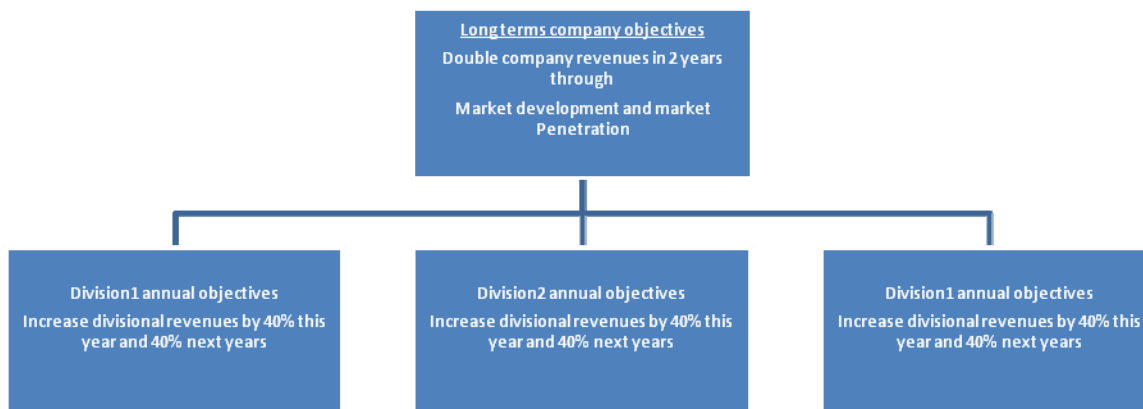 Long terms company objectives
Double company revenues in 2 years
through
Market development and market
Penetration
Division1 annual objectives
Increase divisional revenues by 40% this
year and 40% next years
Division2 annual objectives
Increase divisional revenues by 40% this
year and 40% next years
Division1 annual objectives
Increase divisional revenues by 40% this
year and 40% next years